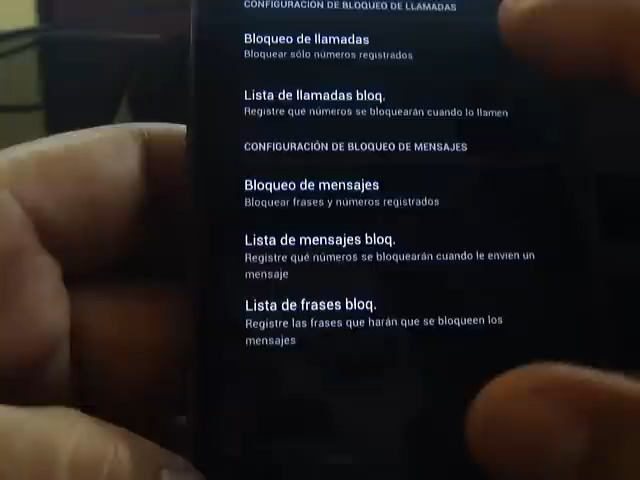 CONFIGURACIÓN DE BLOQUEO DE LLAMADAS
Bloqueo de llamadas
Bloquear sólo números registrados
Lista de llamadas bloq.
Registre qué números se bloquearán cuando lo llamen
CONFIGURACIÓN DE BLOQUEO DE MENSAJES
Bloqueo de mensajes
Bloquear frases y números registrados
Lista de mensajes bloq.
Registre qué números se bloquearán cuando le envíen un
mensaje
Lista de frases bloq.
Registre las frases que harán que se bloqueen los
mensajes